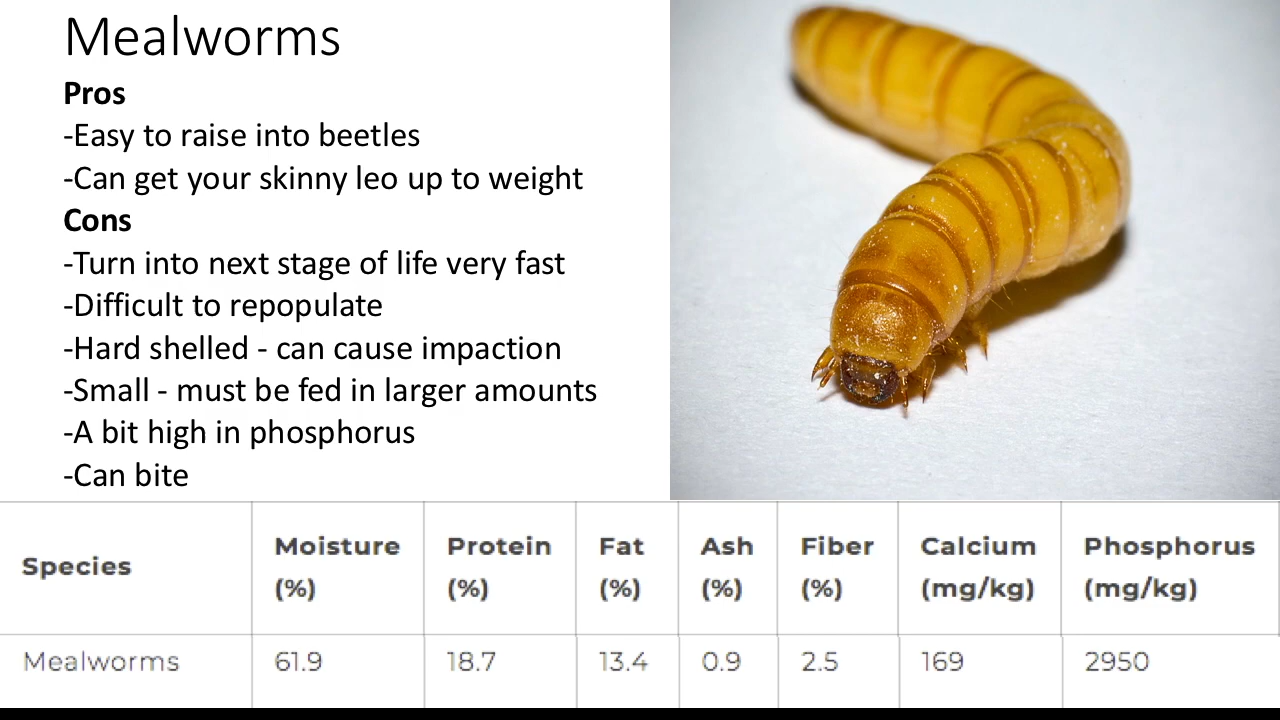 Mealworms
Pros
-Easy to raise into beetles
-Can get your skinny leo up to weight
Cons
-Turn into next stage of life very fast
-Difficult to repopulate
-Hard shelled - can cause impaction
-Small - must be fed in larger amounts
-A bit high in phosphorus
-Can bite
Species Moisture (%) Protein (%) Fat (%) Ash (%) Fiber (%) Calcium (mg/kg) Phosphorus (mg/kg)
Mealworms 61.9 18.7 13.4 0.9 2.5 169 2950